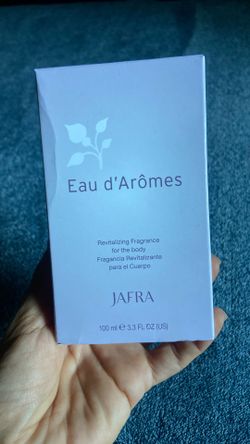 Eau d'Arômes
Revitalizing Fragrance
for the body
Fragancia Revitalizante
para el Cuerpo
JAFRA
100 ml ℮ 3.3 FL OZ (US)